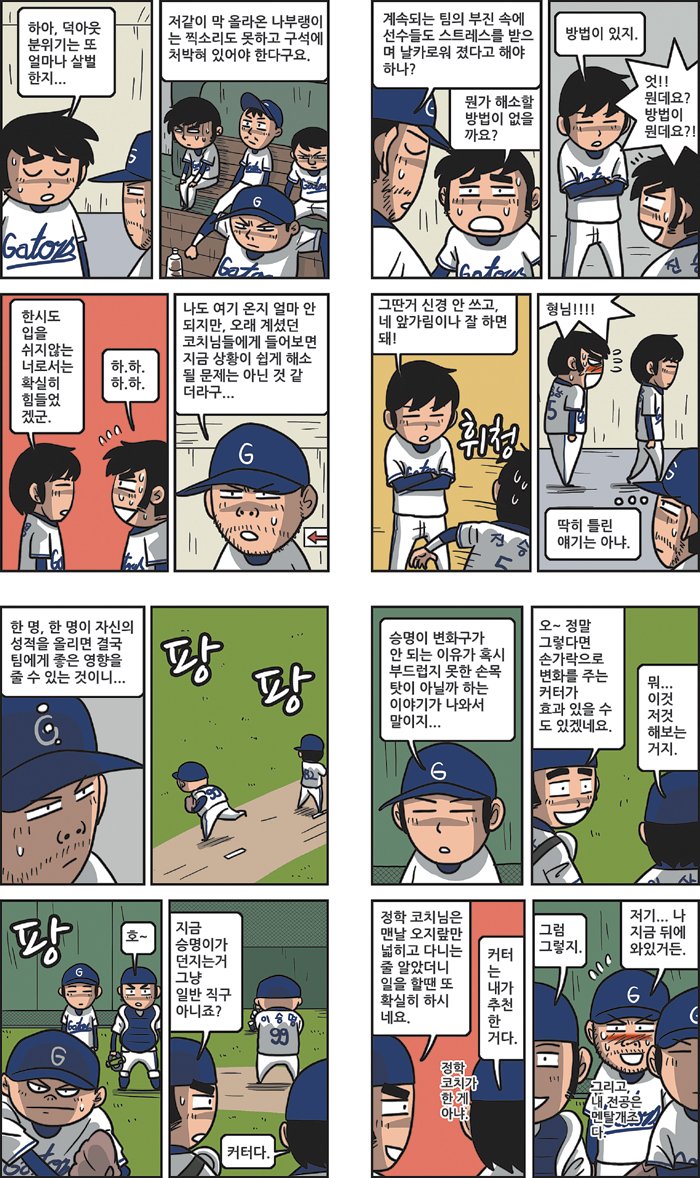 하아, 덕아웃
분위기는 또
얼마나 살벌
한지...
G
Gators
저같이 막 올라온 나부랭이
는 찍소리도 못하고 구석에
처박혀 있어야 한다구요.
G
Gators
계속되는 팀의 부진 속에
선수들도 스트레스를 받으
며 날카로워 졌다고 해야
하나?
뭔가 해소할
방법이 없을
까요?
Gators
방법이 있지.
엇!!
뭔데요?
방법이
뭔데요?!
Gators
한시도
입을
쉬지않는
너로서는
확실히
힘들었
겠군.
하.하.
하.하.
나도 여기 온지 얼마 안
되지만, 오래 계셨던
코치님들에게 들어보면
지금 상황이 쉽게 해소
될 문제는 아닌 것 같
더라구...
G
그딴거 신경 안 쓰고,
네 앞가림이나 잘 하면
돼!
Gators
휘청
전승
5
형님!!!!
5
딱히 틀린
얘기는 아냐.
한 명, 한 명이 자신의
성적을 올리면 결국
팀에게 좋은 영향을
줄 수 있는 것이니...
G
팡
팡
99
승명이 변화구가
안 되는 이유가 혹시
부드럽지 못한 손목
탓이 아닐까 하는
이야기가 나와서
말이지...
G
오~ 정말
그렇다면
손가락으로
변화를 주는
커터가
효과 있을 수
도 있겠네요.
뭐...
이것
저것
해보는
거지.
팡
호~
G
Gators
G
지금
승명이가
던지는거
그냥
일반 직구
아니죠?
이승명
99
커터다.
정학 코치님은
맨날 오지랖만
넓히고 다니는
줄 알았더니
일을 할땐 또
확실히 하시
네요.
커터
는 내가
추천
한
거다.
정학
코치가
한 게
아냐.
그럼
그렇지.
저기... 나
지금 뒤에
와있거든.
G
그리고,
내 전공은
멘탈개조
다.